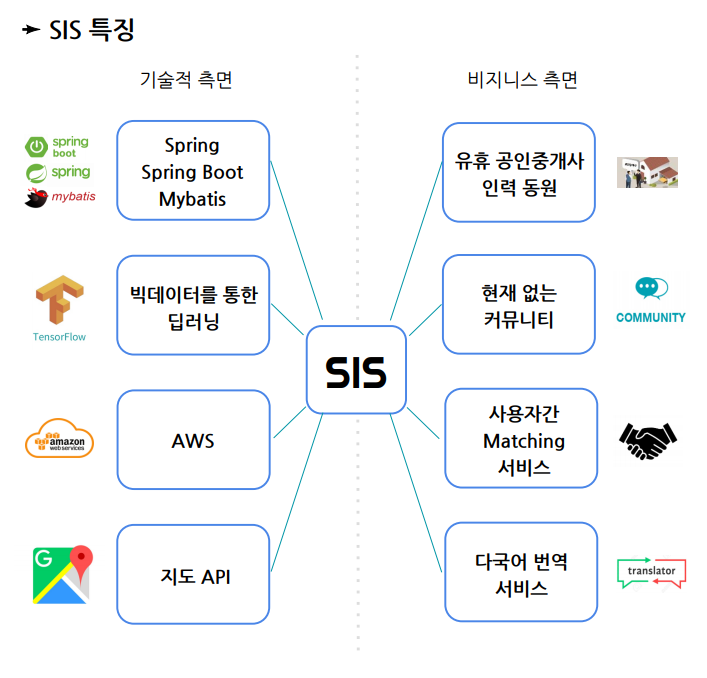 SIS 특징
기술적 측면
비지니스 측면
spring
boot
spring
mybatis
Spring
Spring Boot
Mybatis
유휴 공인중개사
인력 동원
TensorFlow
빅데이터를 통한
딥러닝
현재 없는
커뮤니티
COMMUNITY
SIS
amazon
web services
AWS
사용자간
Matching
서비스
G
지도 API
다국어 번역
서비스
translator